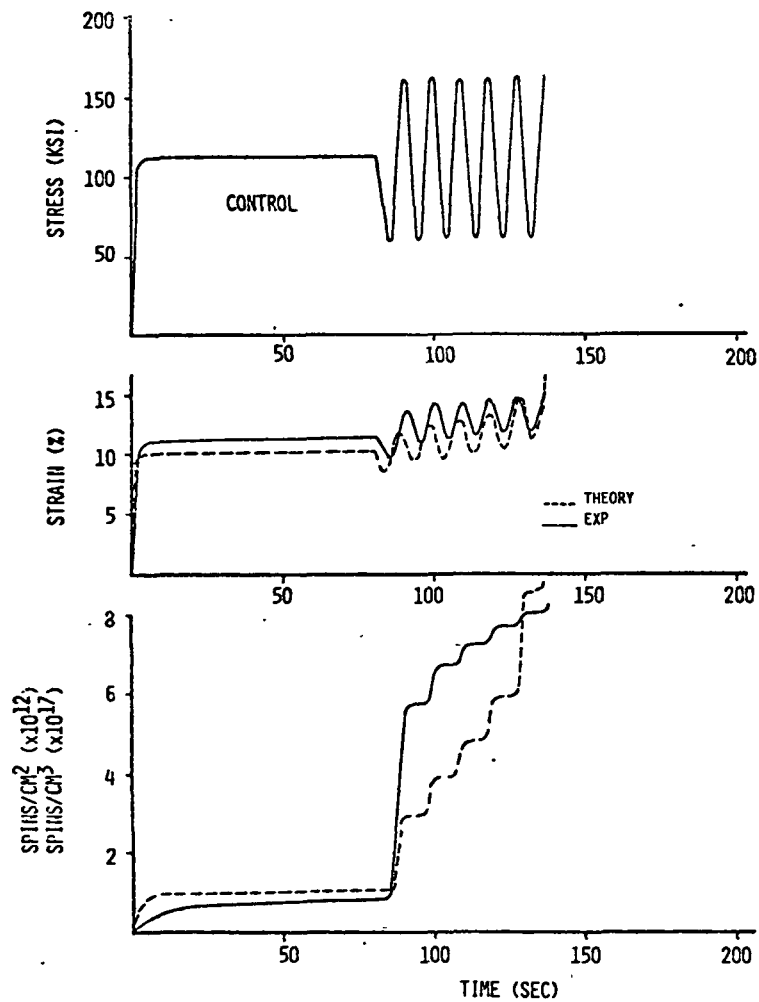 200
150
100
50
STRESS (KSI)
CONTROL
50
100
150
200
15
10
5
STRAIN (%)
THEORY
EXP
50
100
150
200
8
6
4
2
SPINS/CM2 (x10^12)
SPINS/CM3 (x10^17)
50
100
150
200
TIME (SEC)